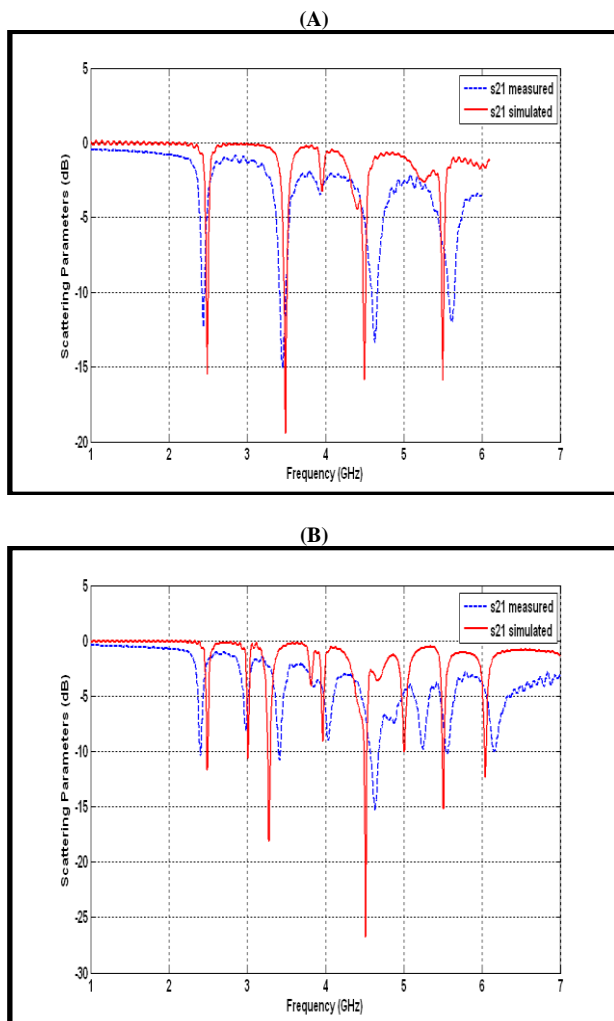 (A)
5
0
-5
-10
-15
-20
Scattering Parameters (dB)
s21 measured
s21 simulated
1 2 3 4 5 6 7
Frequency (GHz)
(B)
5
0
-5
-10
-15
-20
-25
-30
Scattering Parameters (dB)
s21 measured
s21 simulated
1 2 3 4 5 6 7
Frequency (GHz)